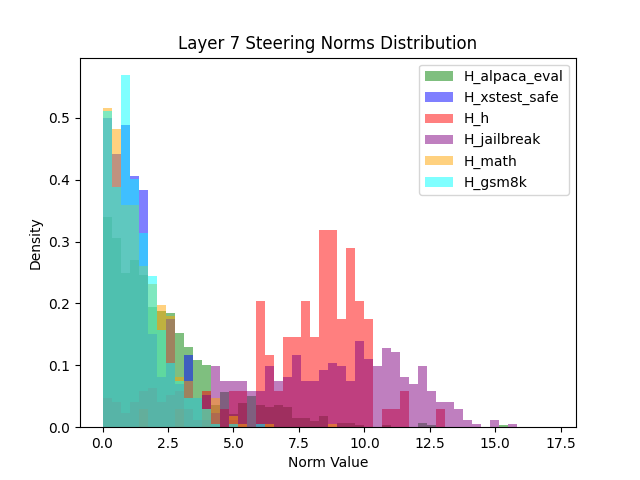 Layer 7 Steering Norms Distribution
H_alpaca_eval
H_xstest_safe
H_h
H_jailbreak
H_math
H_gsm8k
Density
0.5
0.4
0.3
0.2
0.1
0.0
0.0 2.5 5.0 7.5 10.0 12.5 15.0 17.5
Norm Value